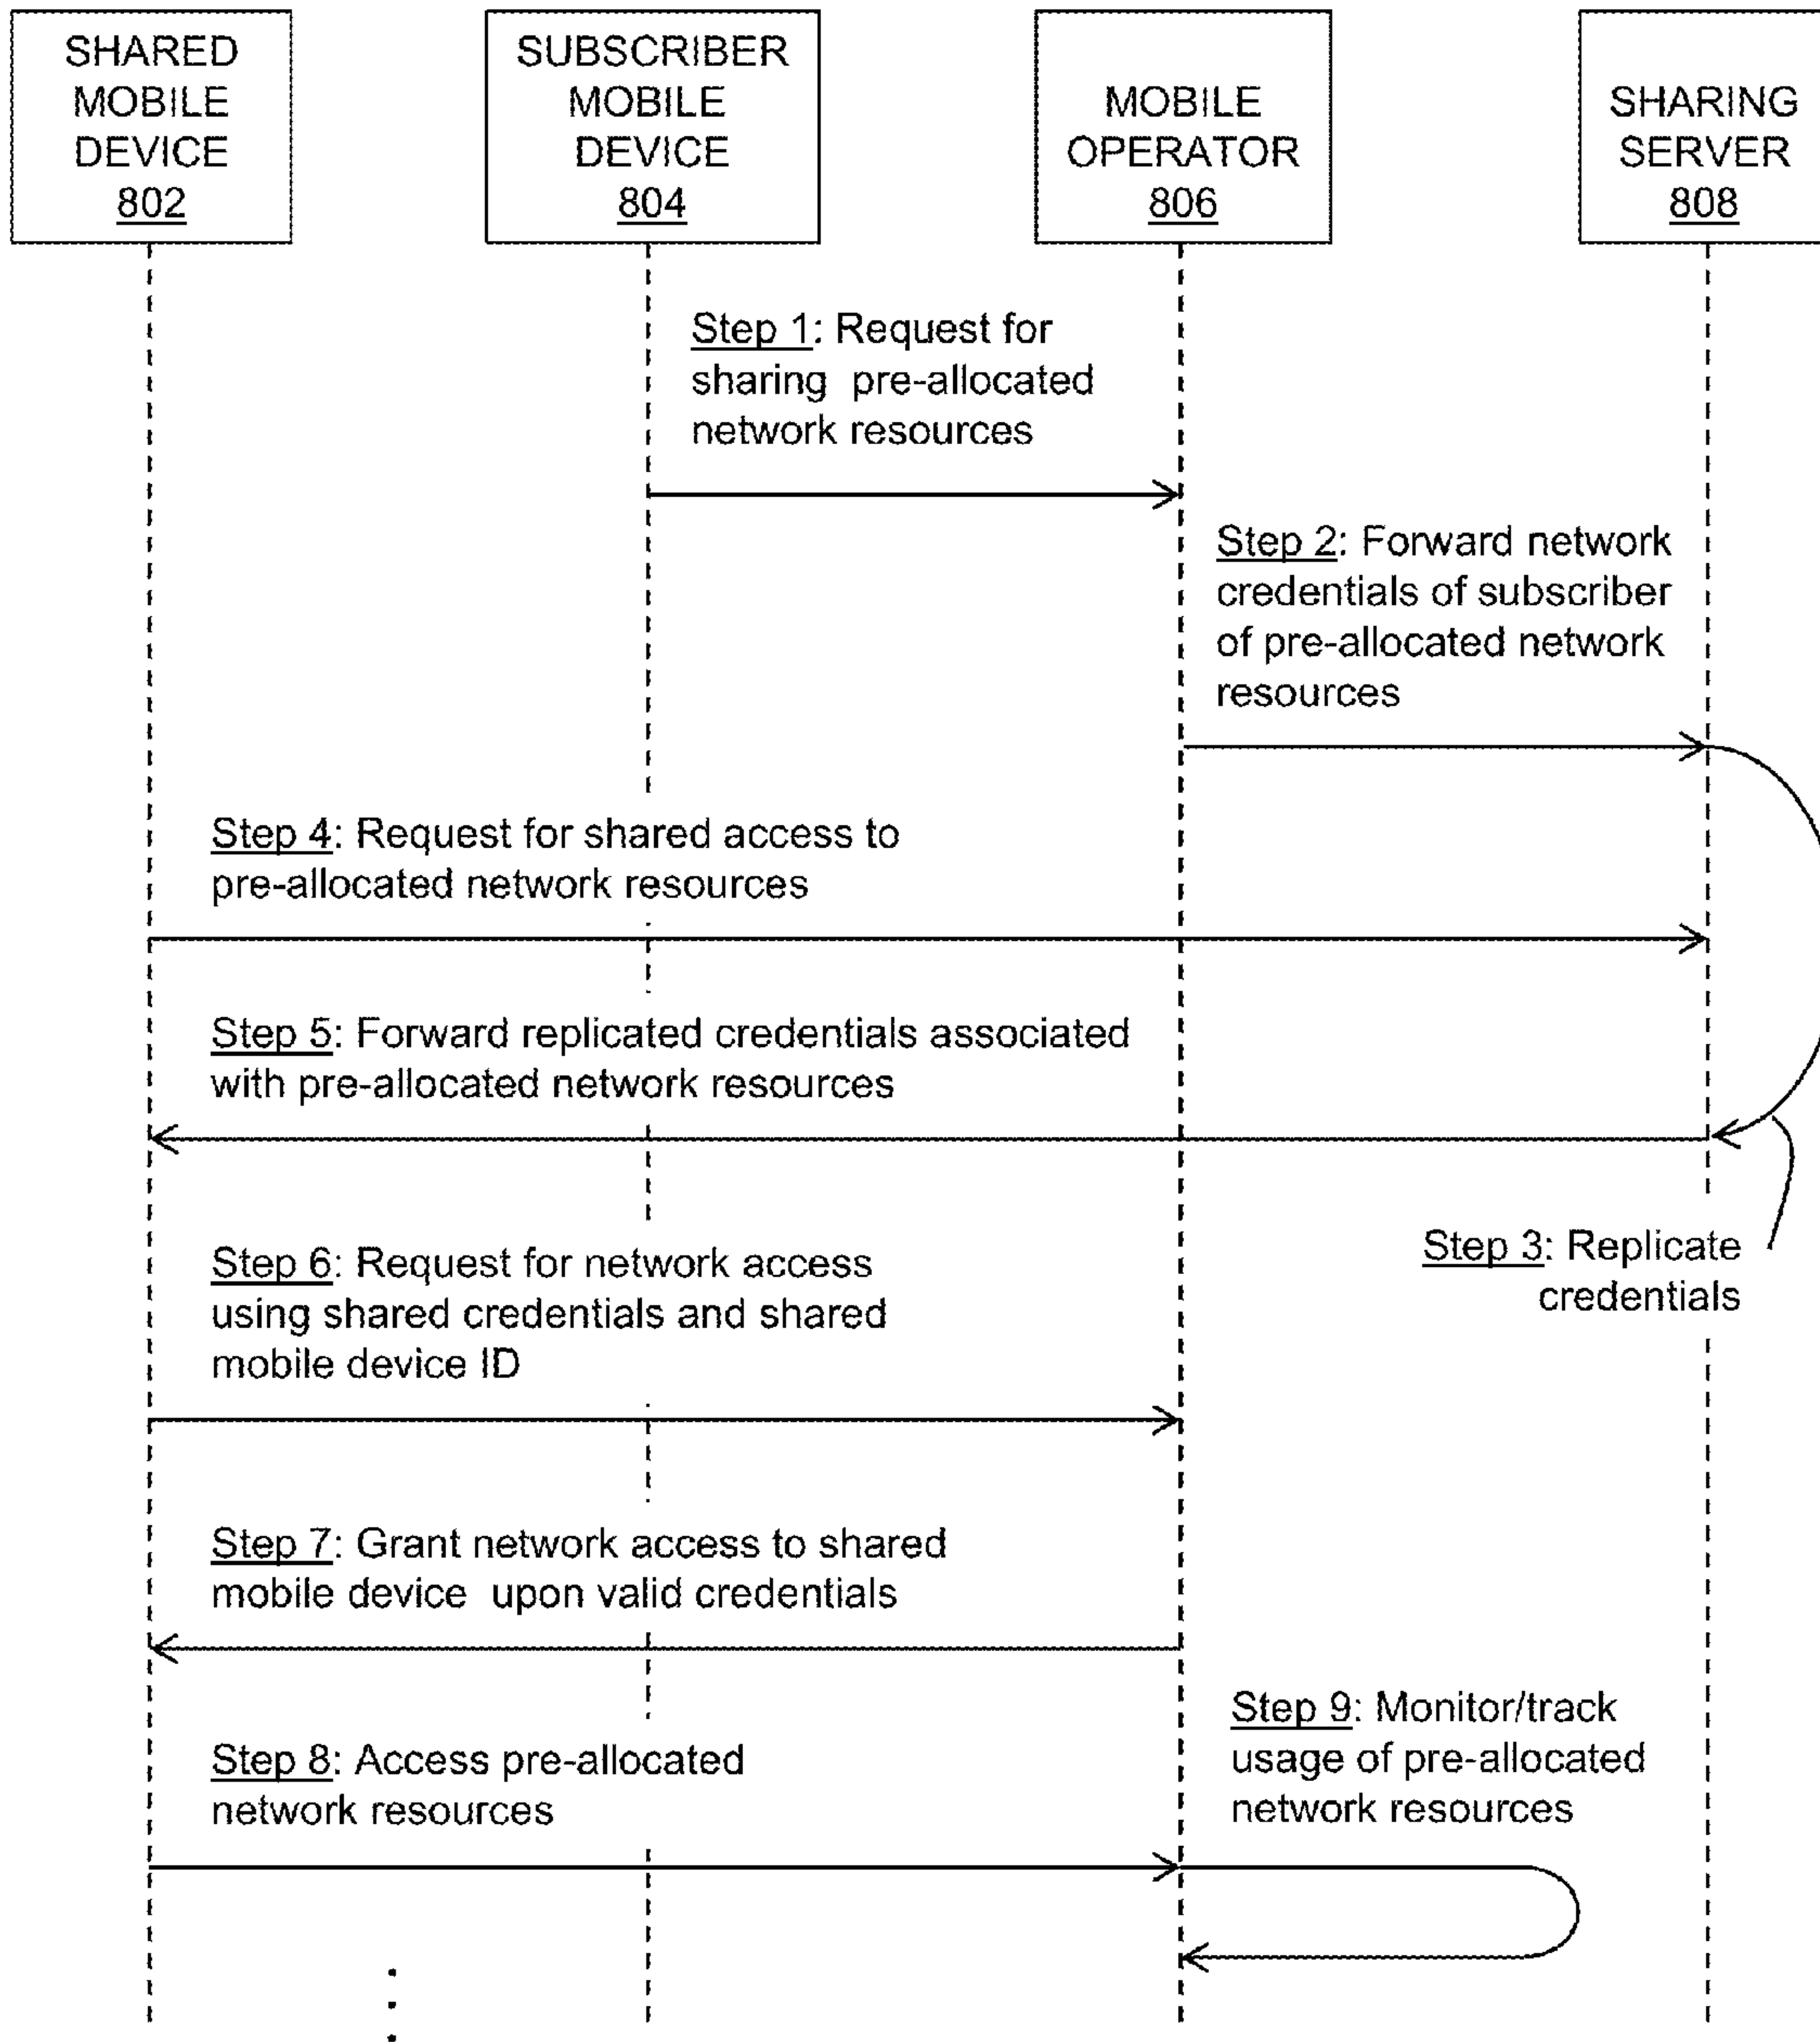 SHARED
MOBILE
DEVICE
802
SUBSCRIBER
MOBILE
DEVICE
804
MOBILE
OPERATOR
806
SHARING
SERVER
808
Step 1: Request for
sharing pre-allocated
network resources
Step 2: Forward network
credentials of subscriber
of pre-allocated network
resources
Step 4: Request for shared access to
pre-allocated network resources
Step 5: Forward replicated credentials associated
with pre-allocated network resources
Step 3: Replicate
credentials
Step 6: Request for network access
using shared credentials and shared
mobile device ID
Step 7: Grant network access to shared
mobile device upon valid credentials
Step 9: Monitor/track
usage of pre-allocated
network resources
Step 8: Access pre-allocated
network resources